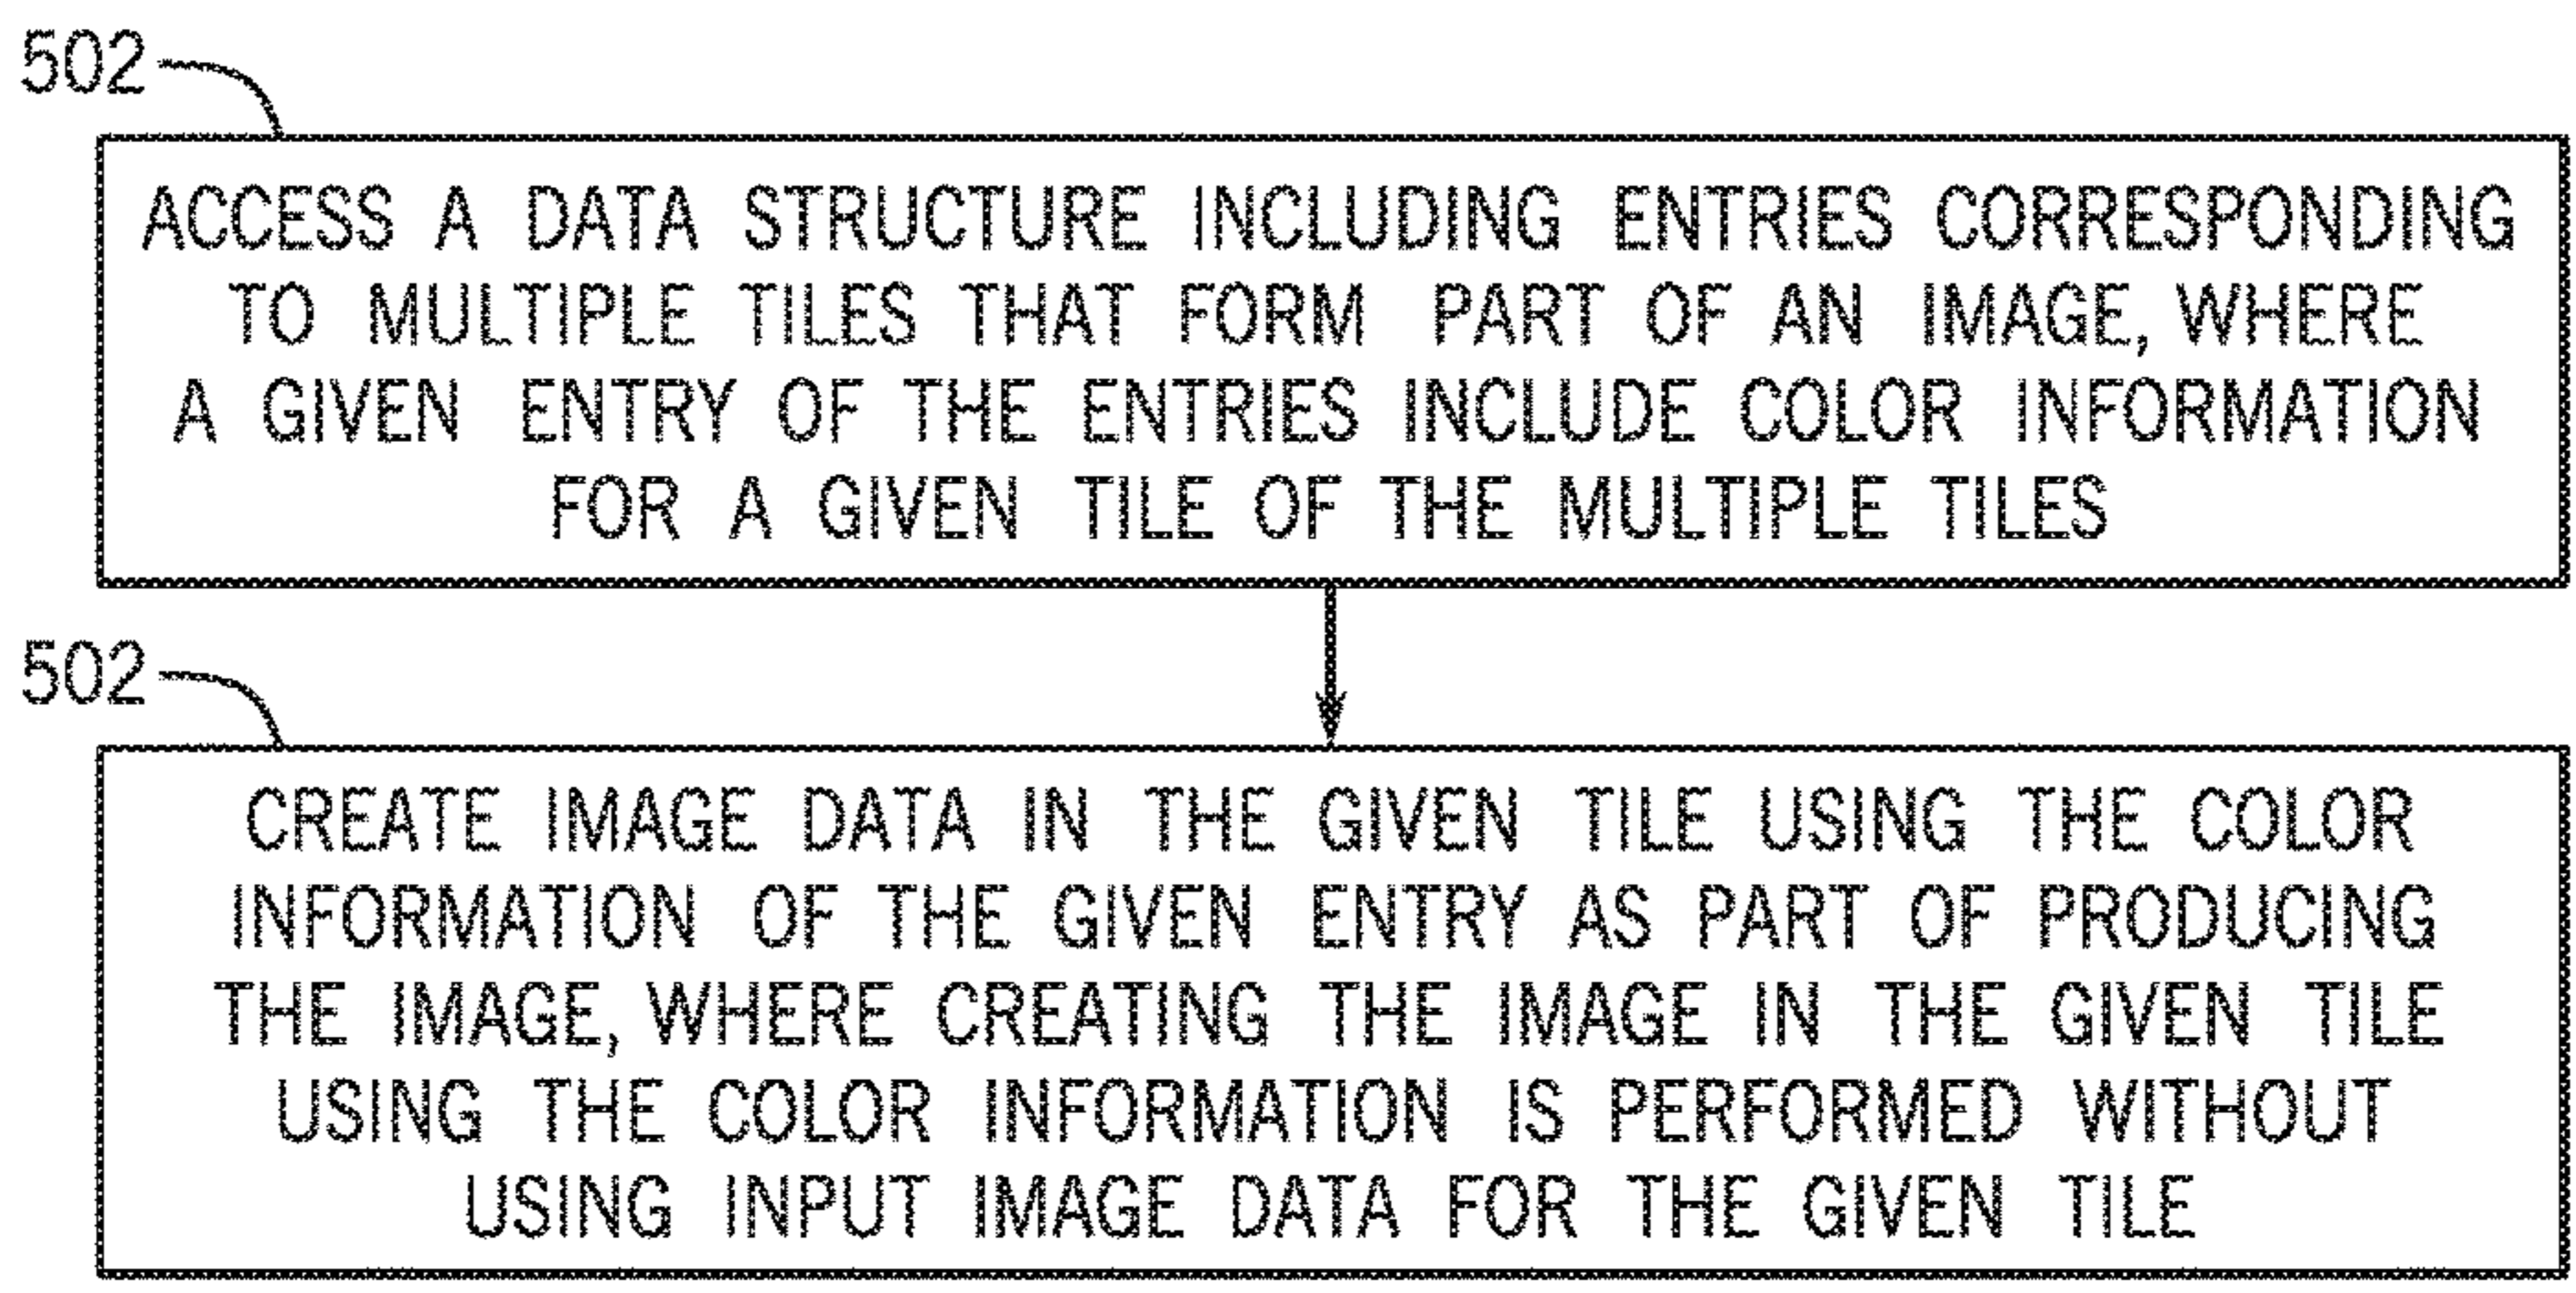 502
ACCESS A DATA STRUCTURE INCLUDING ENTRIES CORRESPONDING
TO MULTIPLE TILES THAT FORM PART OF AN IMAGE, WHERE
A GIVEN ENTRY OF THE ENTRIES INCLUDE COLOR INFORMATION
FOR A GIVEN TILE OF THE MULTIPLE TILES
502
CREATE IMAGE DATA IN THE GIVEN TILE USING THE COLOR
INFORMATION OF THE GIVEN ENTRY AS PART OF PRODUCING
THE IMAGE, WHERE CREATING THE IMAGE IN THE GIVEN TILE
USING THE COLOR INFORMATION IS PERFORMED WITHOUT
USING INPUT IMAGE DATA FOR THE GIVEN TILE